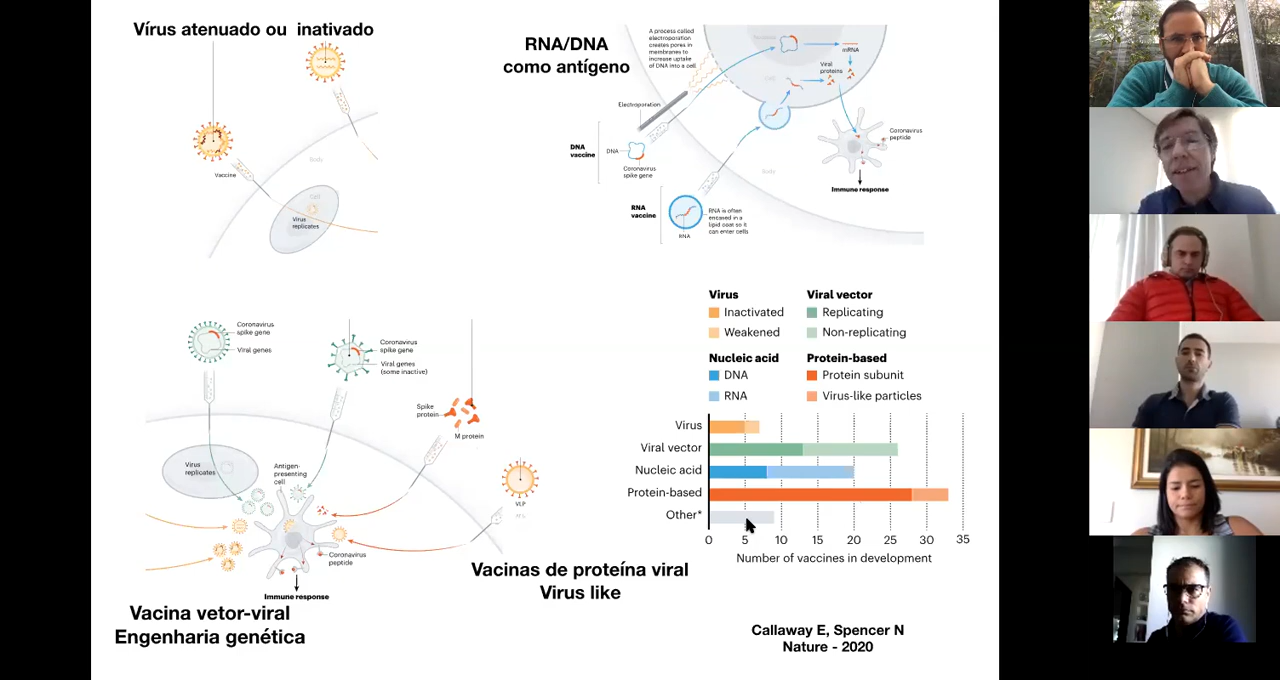 Vírus atenuado ou  inativado
Vaccine
Body
Cell
Virus
replicates
RNA/DNA
como antígeno
A process called
electroporation
creates pores in
membranes to
increase uptake
of DNA into a cell
Electroporation
DNA
vaccine
DNA
Coronavirus
spike gene
mRNA
Viral
proteins
Coronavirus
peptide
Immune response
Body
RNA
vaccine
RNA
RNA is often
encased in a
lipid coat so it
can enter cells
Coronavirus
spike gene
Viral genes
Coronavirus
spike gene
Viral genes
(some inactive)
Spike
protein
M protein
Virus
replicates
Antigen-
presenting
cell
VLP
Coronavirus
peptide
Immune response
Vacina vetor-viral
Engenharia genética
Vacinas de proteína viral
Virus like
Virus
Inactivated
Weakened
Viral vector
Replicating
Non-replicating
Nucleic acid
DNA
RNA
Protein-based
Protein subunit
Virus-like particles
Virus
Viral vector
Nucleic acid
Protein-based
Other*
0 5 10 15 20 25 30 35
Number of vaccines in development
Callaway E, Spencer N
Nature - 2020